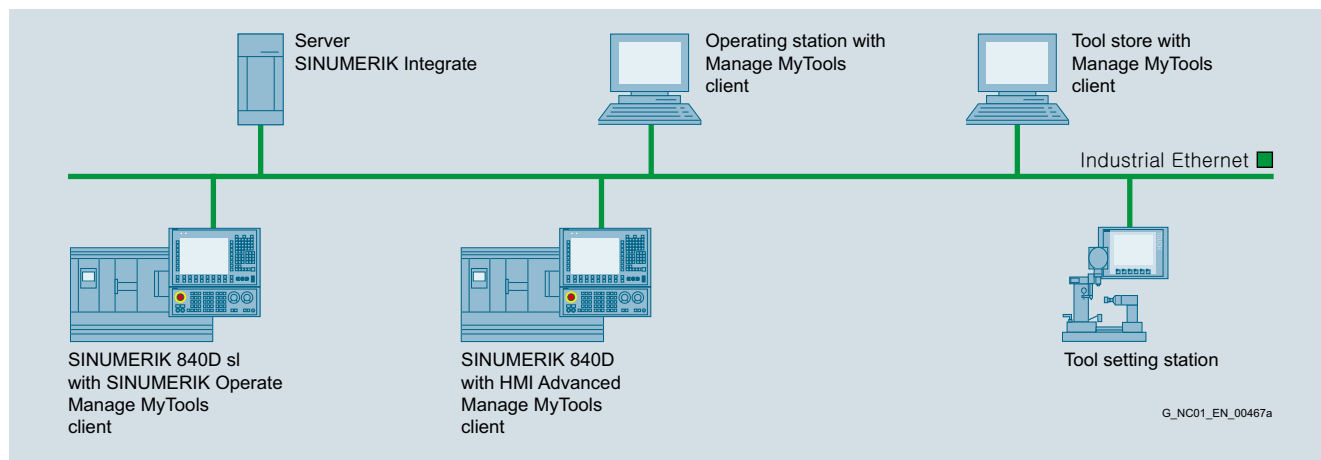 Server
SINUMERIK Integrate
Operating station with
Manage MyTools
client
Tool store with
Manage MyTools
client
Industrial Ethernet
SINUMERIK 840D sl
with SINUMERIK Operate
Manage MyTools
client
SINUMERIK 840D
with HMI Advanced
Manage MyTools
client
Tool setting station
G_NC01_EN_00467a